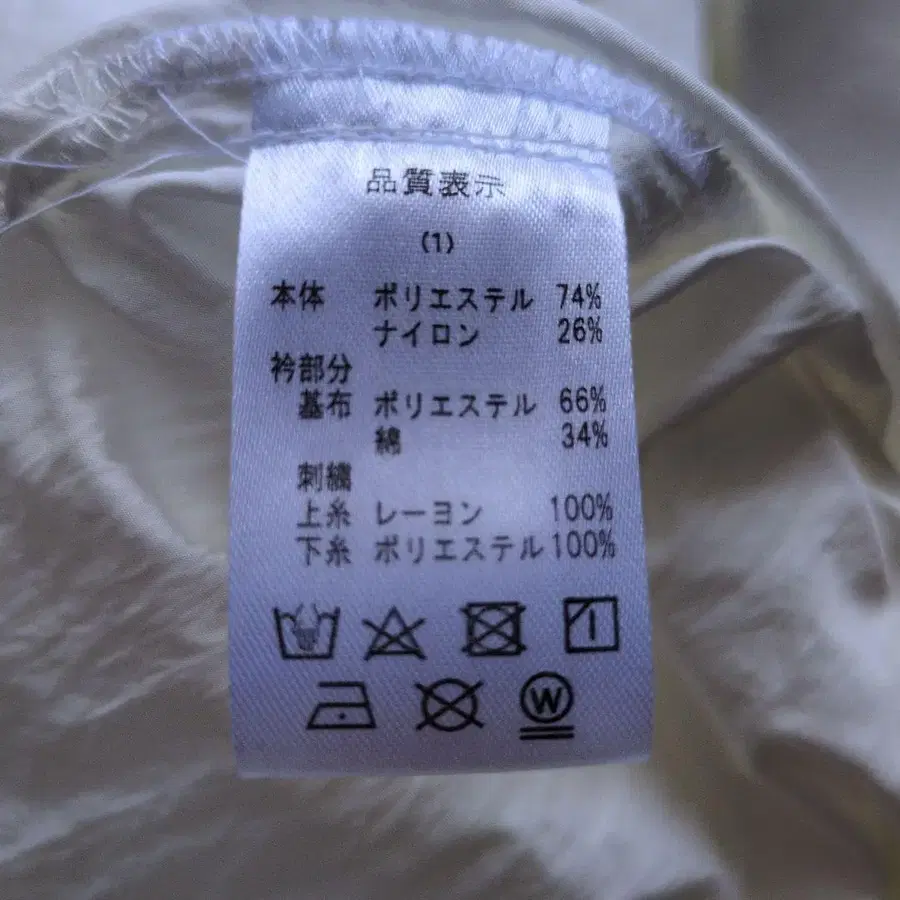 品質表示
(1)
本体 ポリエステル 74%
ナイロン 26%
衿部分
基布 ポリエステル 66%
綿 34%
刺繍
上糸 レーヨン 100%
下糸 ポリエステル 100%
W